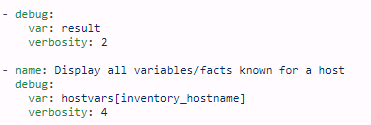 - debug:
    var: result
    verbosity: 2

- name: Display all variables/facts known for a host
  debug:
    var: hostvars[inventory_hostname]
    verbosity: 4